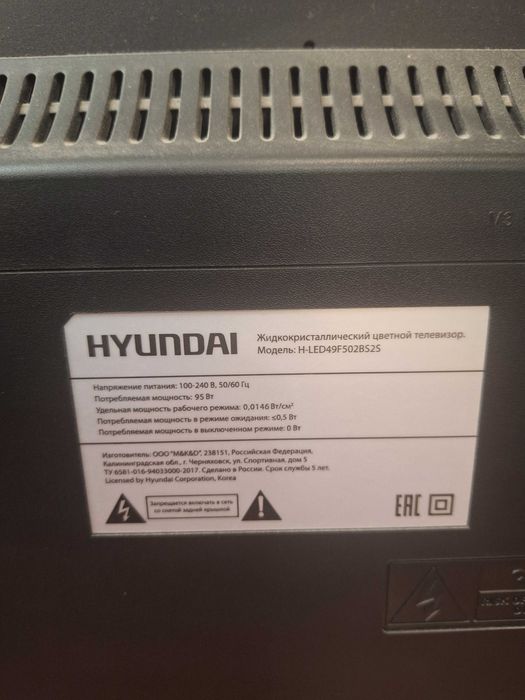 V3
HYUNDAI
Жидкокристаллический цветной телевизор.
Модель: H-LED49F502BS2S
Напряжение питания: 100-240 В, 50/60 Гц
Потребляемая мощность: 95 Вт
Удельная мощность рабочего режима: 0,0146 Вт/см²
Потребляемая мощность в режиме ожидания: ≤0,5 Вт
Потребляемая мощность в выключенном режиме: 0 Вт
Изготовитель: ООО "М&К&D", 238151, Российская Федерация,
Калининградская обл., г. Черняховск, ул. Спортивная, дом 5
ТУ 6581-016-94033000-2017. Сделано в России. Срок службы 5 лет.
Licensed by Hyundai Corporation, Korea
Запрещается включать в сеть
со снятой задней крышкой
EAC